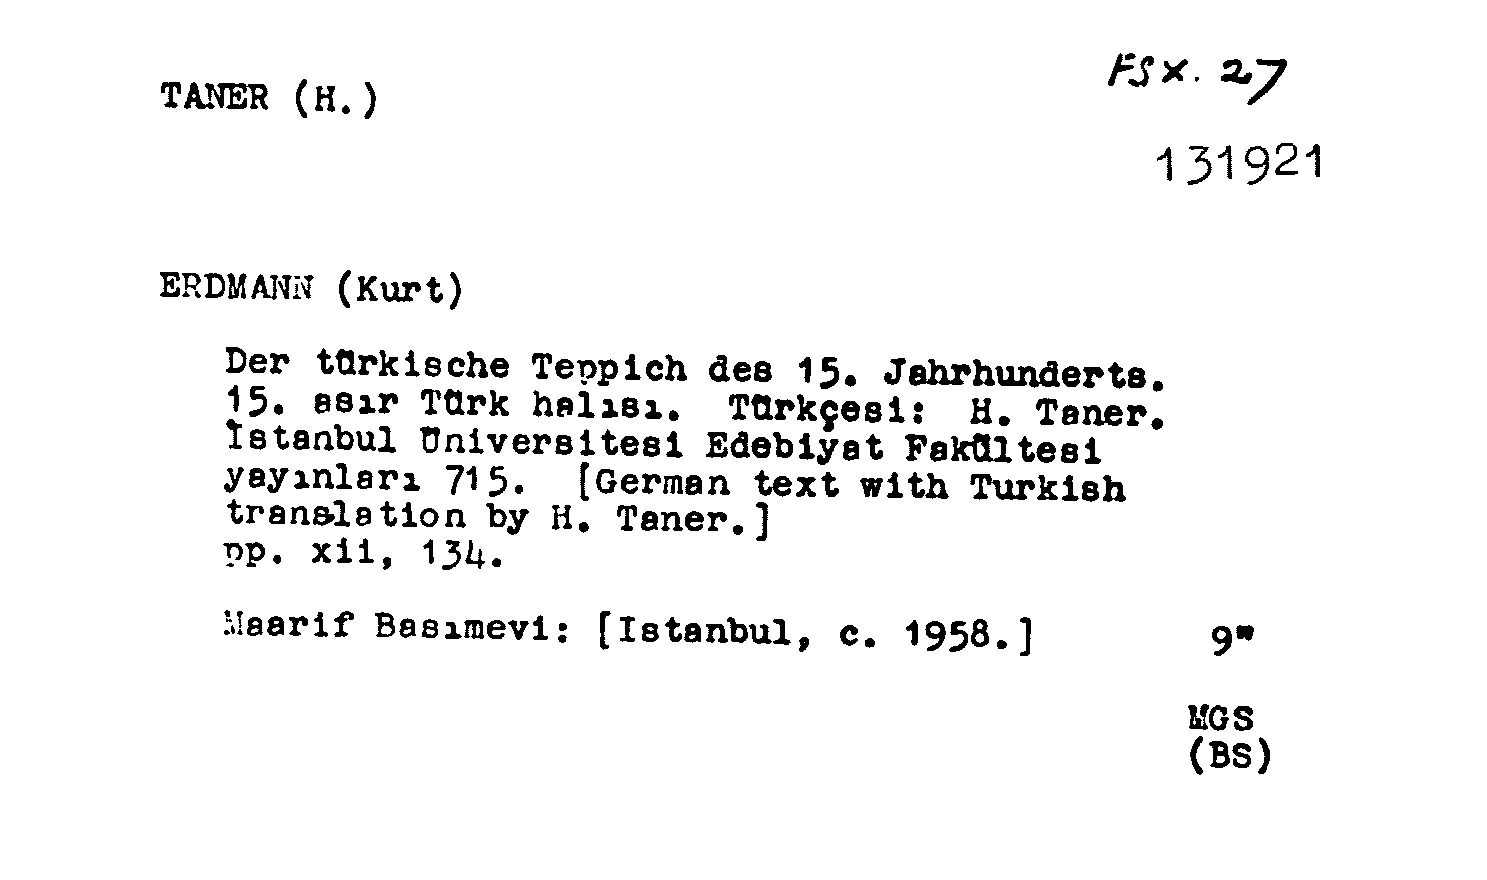 TANER (H.)
FSX. 27
131921
ERDMANN (Kurt)
Der türkische Teppich des 15. Jahrhunderts.
15. asır Türk halısı. Türkçesi: H. Taner.
İstanbul Üniversitesi Edebiyat Fakültesi
yayınları 715. [German text with Turkish
translation by H. Taner.]
pp. xii, 134.
Maarif Basımevi: [Istanbul, c. 1958.]
9"
MGS
(BS)